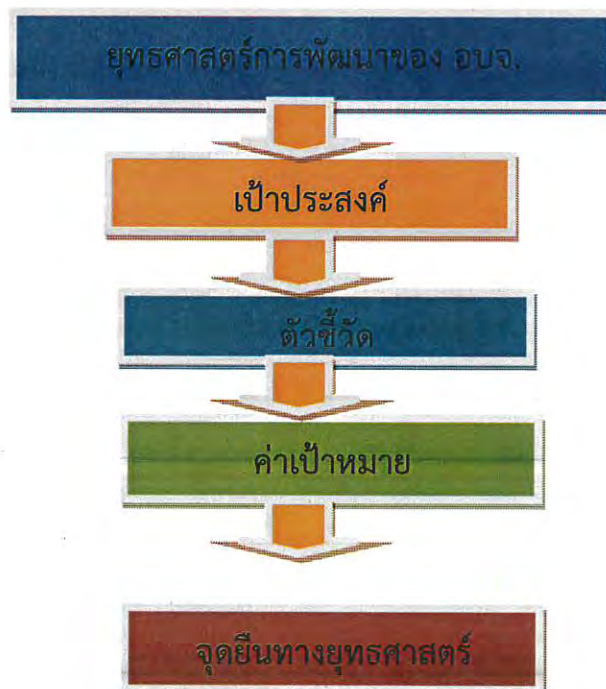 ยุทธศาสตร์การพัฒนาของ อบจ.
เป้าประสงค์
ตัวชี้วัด
ค่าเป้าหมาย
จุดยืนทางยุทธศาสตร์